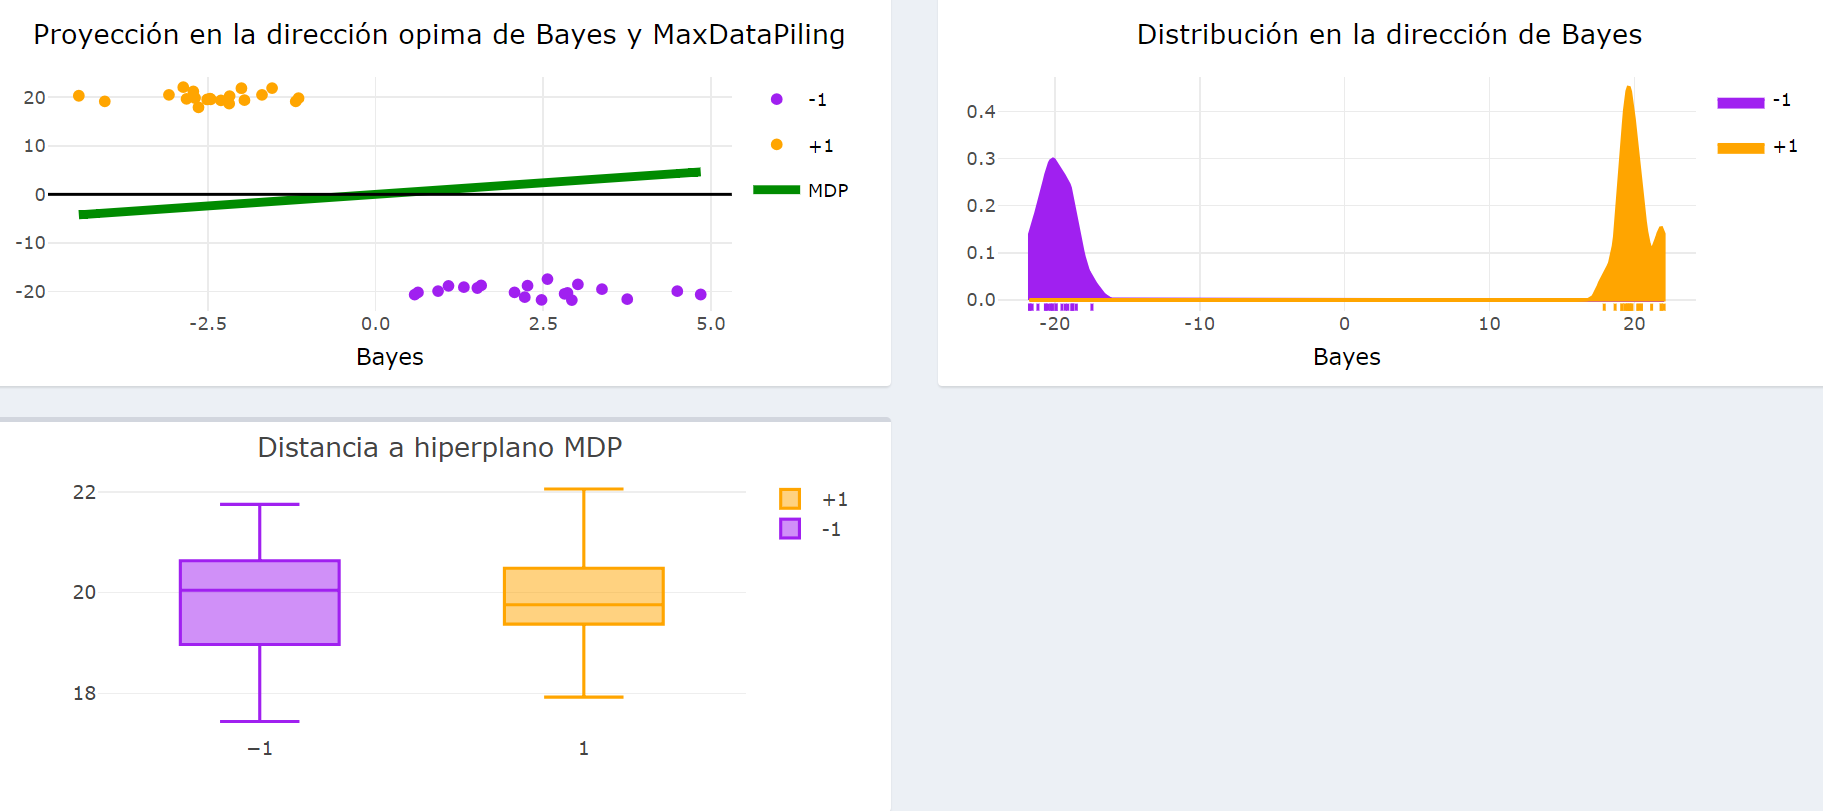 Proyección en la dirección opima de Bayes y MaxDataPiling
20
10
0
-10
-20
-2.5 0.0 2.5 5.0
Bayes
-1
+1
MDP
Distribución en la dirección de Bayes
0.4
0.3
0.2
0.1
0.0
-20 -10 0 10 20
Bayes
-1
+1
Distancia a hiperplano MDP
22
20
18
−1 1
+1
-1